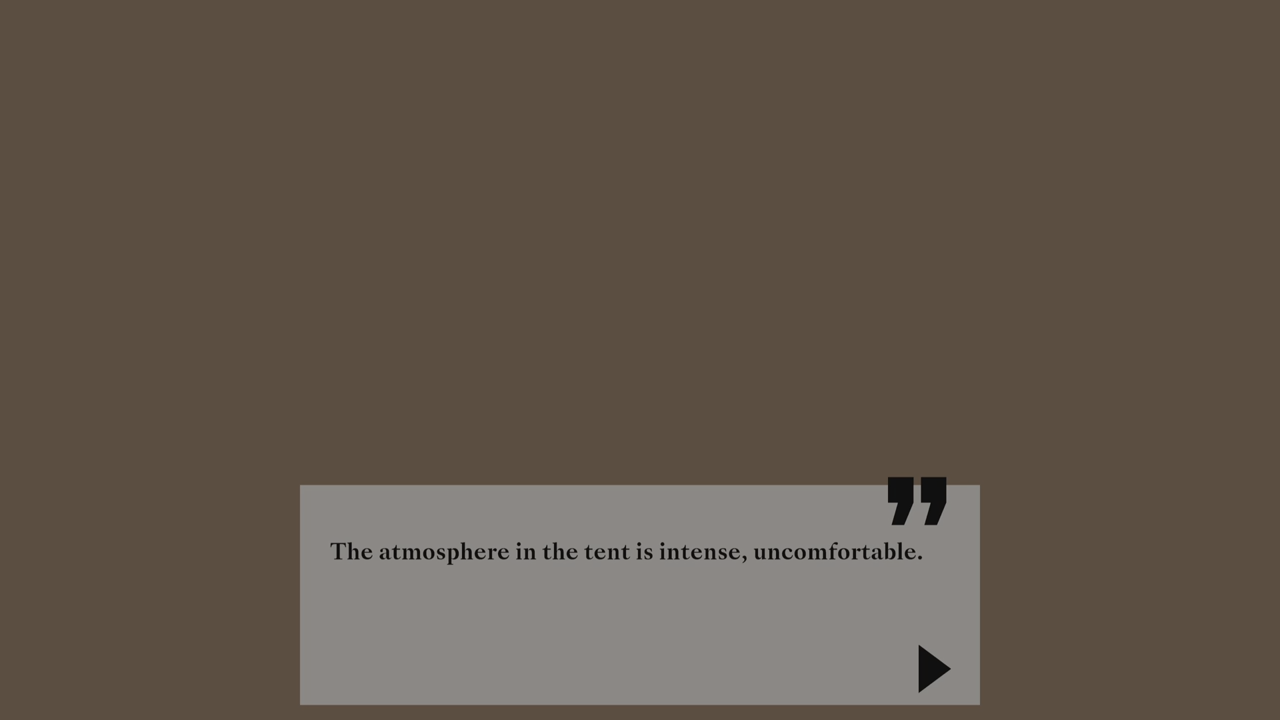 The atmosphere in the tent is intense, uncomfortable.